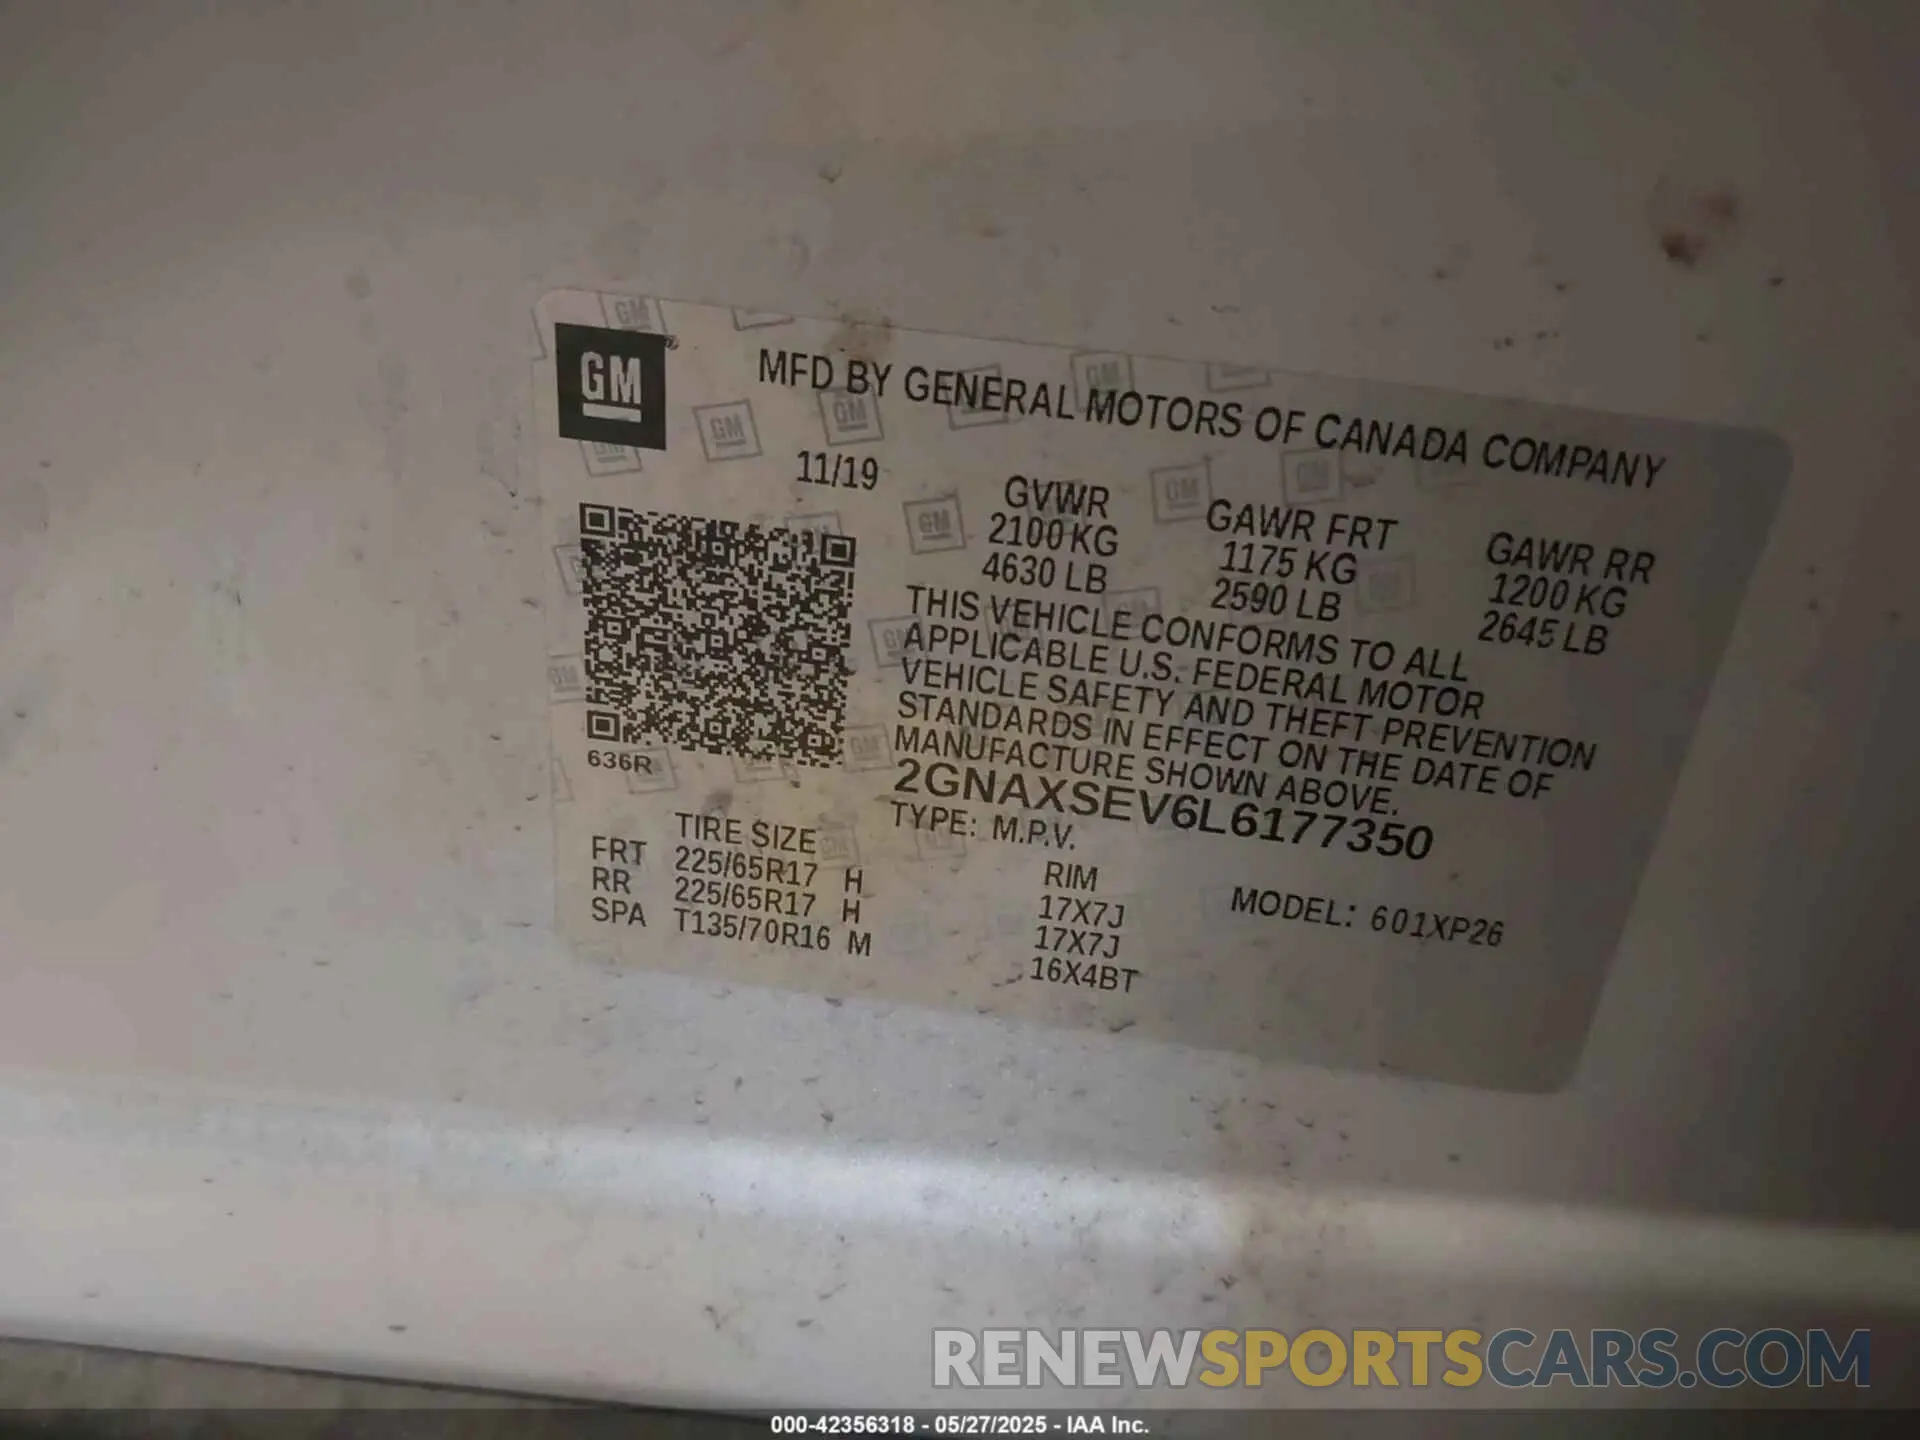 GM
MFD BY GENERAL MOTORS OF CANADA COMPANY
11/19
GVWR GAWR FRT GAWR RR
2100 KG 1175 KG 1200 KG
4630 LB 2590 LB 2645 LB
THIS VEHICLE CONFORMS TO ALL
APPLICABLE U.S. FEDERAL MOTOR
VEHICLE SAFETY AND THEFT PREVENTION
STANDARDS IN EFFECT ON THE DATE OF
MANUFACTURE SHOWN ABOVE.
2GNAXSEV6L6177350
TYPE: M.P.V.
636R
TIRE SIZE RIM MODEL: 601XP26
FRT 225/65R17 H 17X7J
RR 225/65R17 H 17X7J
SPA T135/70R16 M 16X4BT
RENEWSPORTSCARS.COM
000-42356318 - 05/27/2025 - IAA Inc.